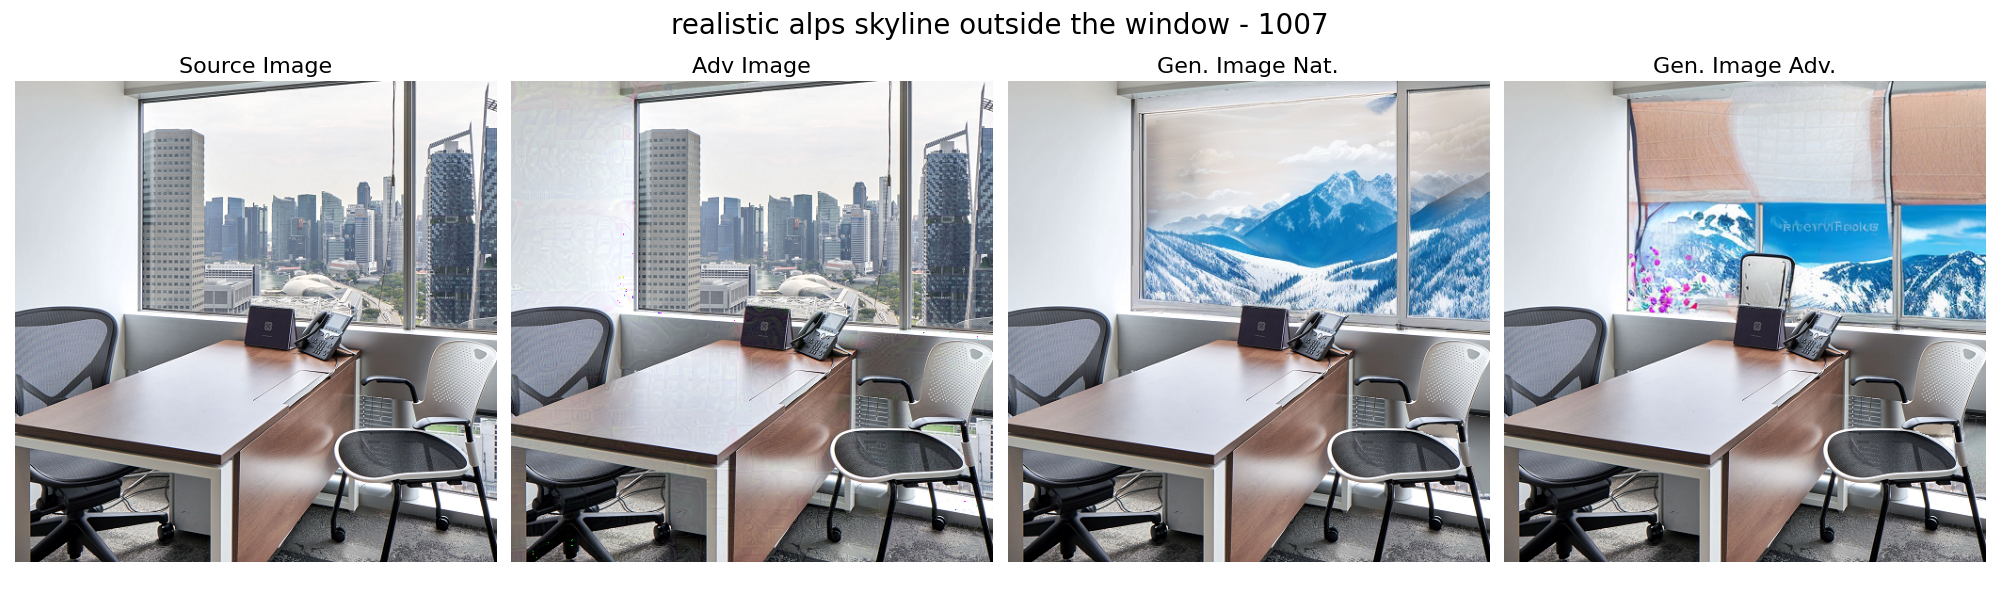 realistic alps skyline outside the window - 1007
Source Image
Adv Image
Gen. Image Nat.
Gen. Image Adv.